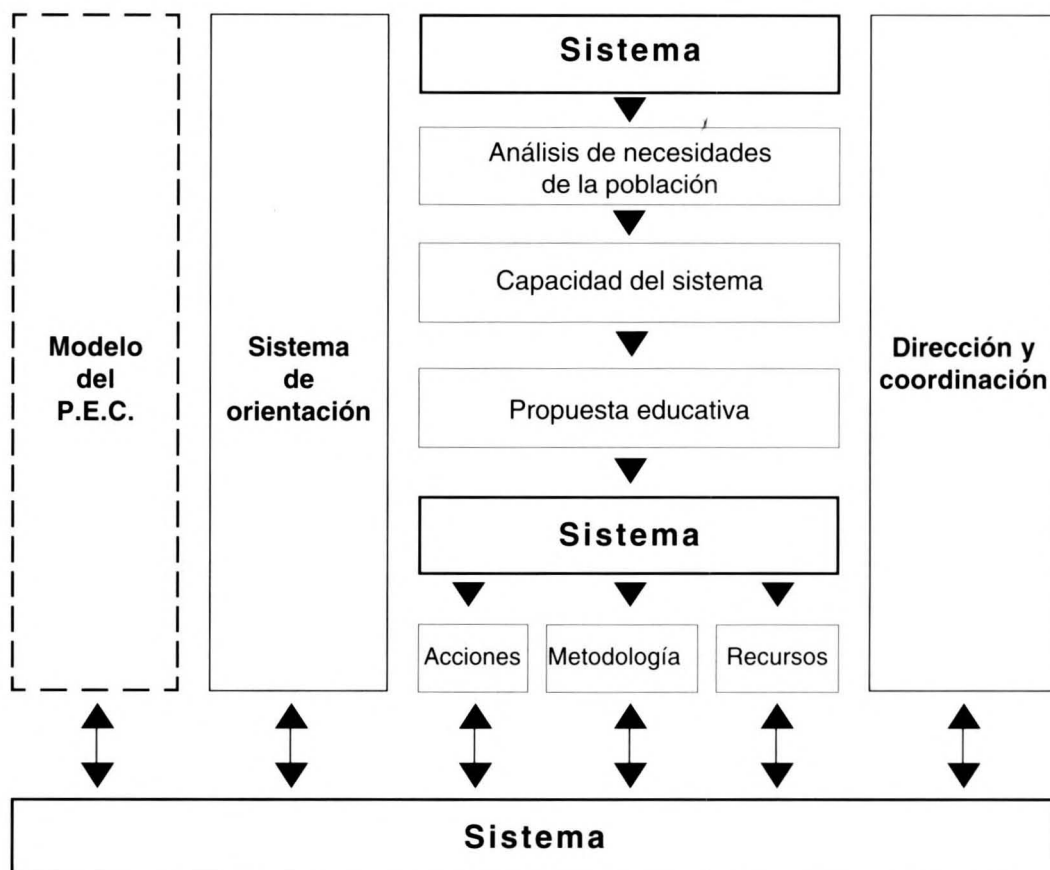 Sistema
Análisis de necesidades
de la población
Capacidad del sistema
Modelo
del
P.E.C.
Sistema
de
orientación
Dirección y
coordinación
Propuesta educativa
Sistema
Acciones
Metodología
Recursos
Sistema